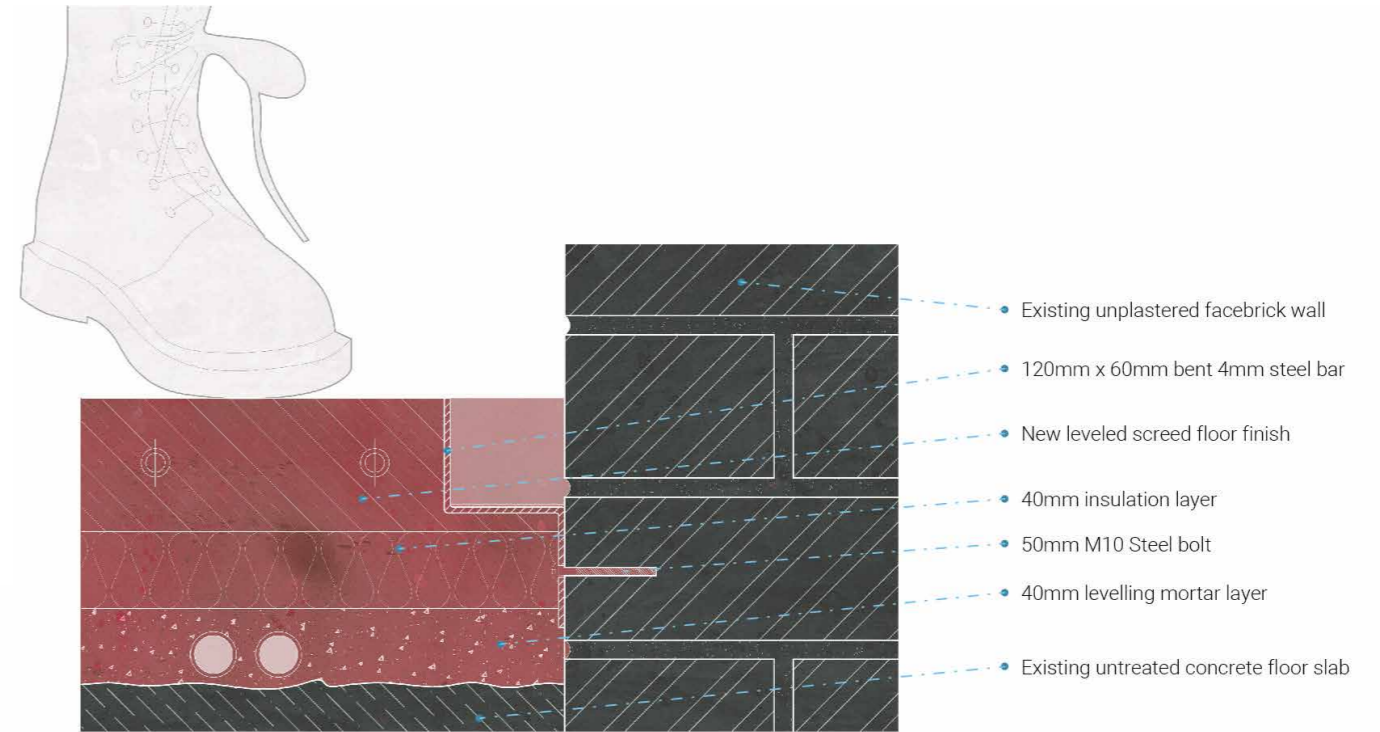 Existing unplastered facebrick wall
120mm x 60mm bent 4mm steel bar
New leveled screed floor finish
40mm insulation layer
50mm M10 Steel bolt
40mm levelling mortar layer
Existing untreated concrete floor slab